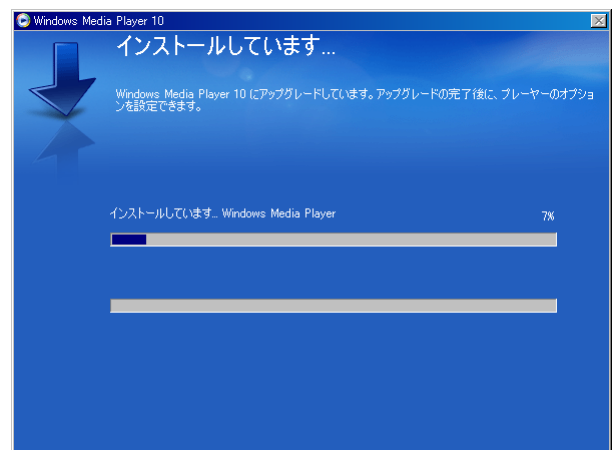 Windows Media Player 10
インストールしています...
Windows Media Player 10 にアップグレードしています。アップグレードの完了後に、プレーヤーのオプショ
ンを設定できます。
インストールしています... Windows Media Player
7%